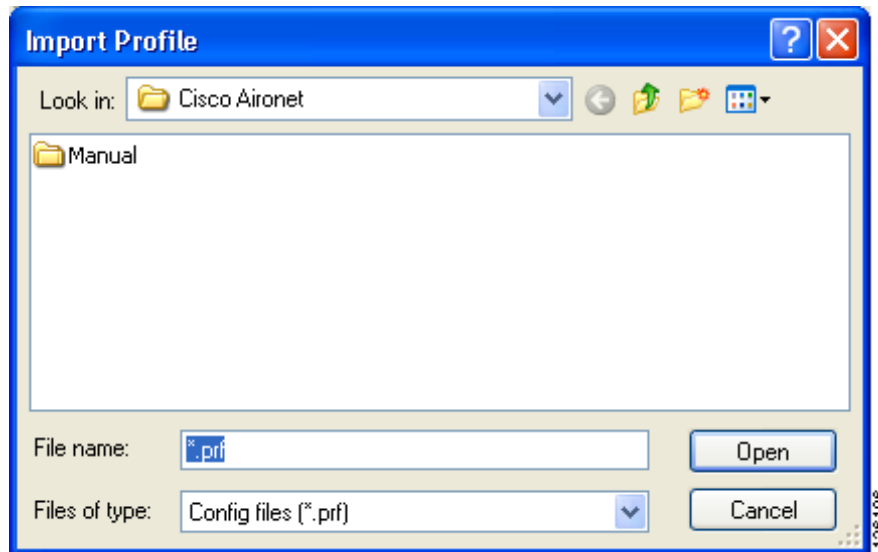 Import Profile
?
Look in: Cisco Aironet
Manual
File name: *.prf
Open
Files of type: Config files (*.prf)
Cancel